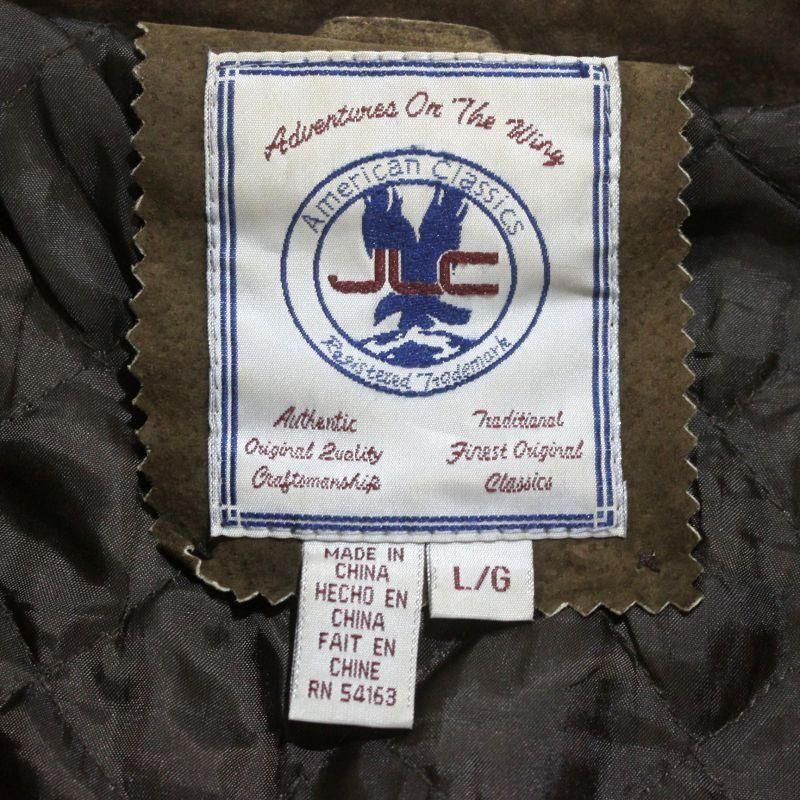 Adventures On The Wing
American Classics
JLC
Registered Trademark
Authentic
Original Quality
Craftsmanship
Traditional
Finest Original
Classics
MADE IN
CHINA
HECHO EN
CHINA
FAIT EN
CHINE
RN 54163
L/G